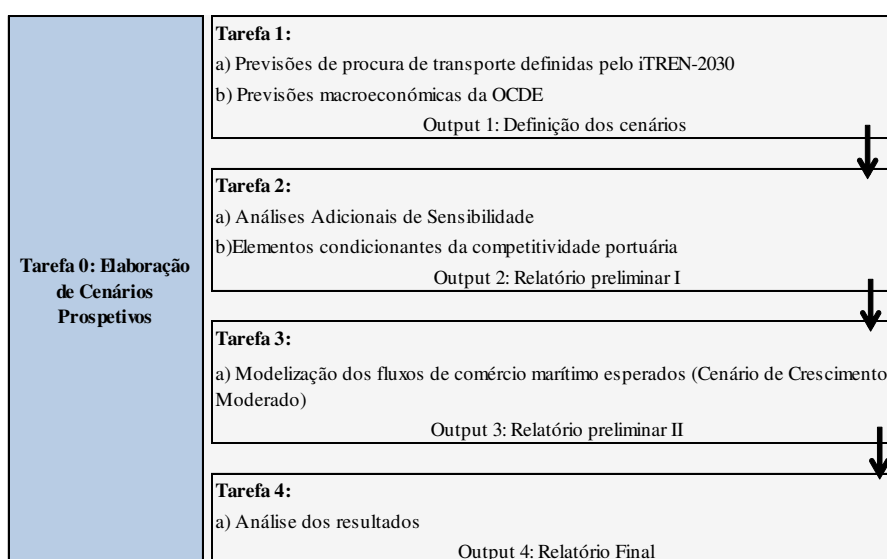 Tarefa 0: Elaboração
de Cenários
Prospetivos
Tarefa 1:
a) Previsões de procura de transporte definidas pelo iTREN-2030
b) Previsões macroeconómicas da OCDE
Output 1: Definição dos cenários
Tarefa 2:
a) Análises Adicionais de Sensibilidade
b)Elementos condicionantes da competitividade portuária
Output 2: Relatório preliminar I
Tarefa 3:
a) Modelização dos fluxos de comércio marítimo esperados (Cenário de Crescimento
Moderado)
Output 3: Relatório preliminar II
Tarefa 4:
a) Análise dos resultados
Output 4: Relatório Final